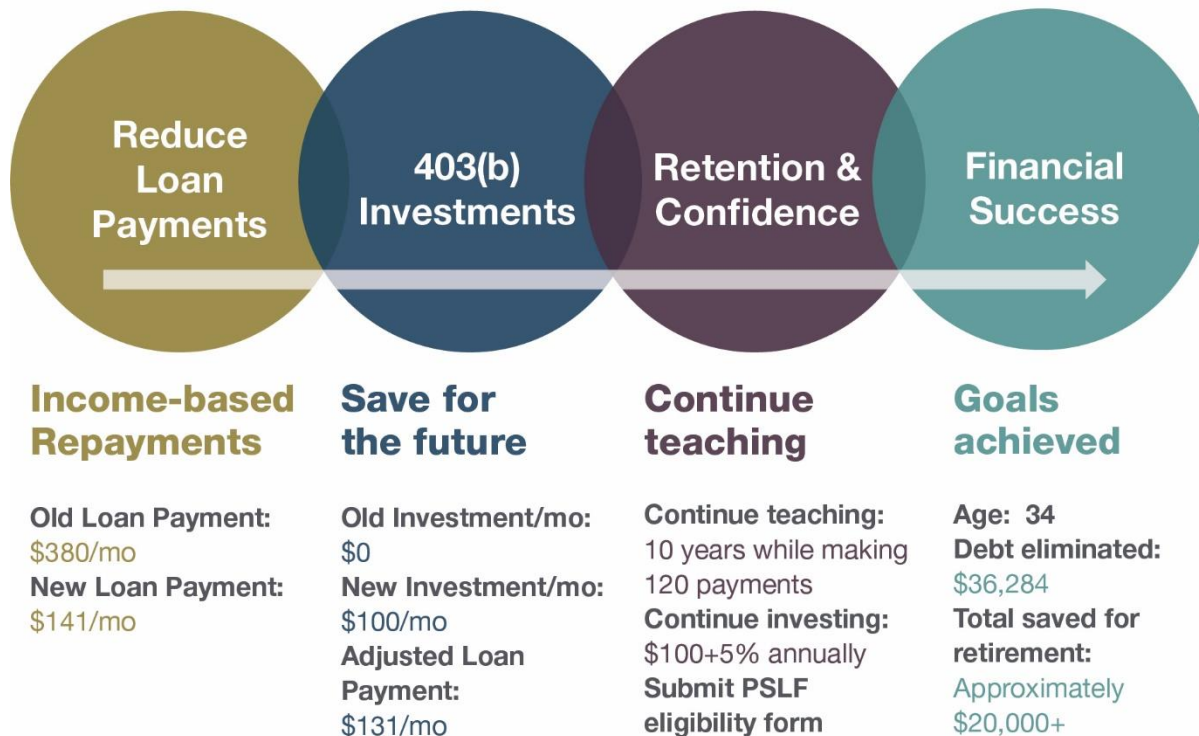 Reduce
Loan
Payments
403(b)
Investments
Retention &
Confidence
Financial
Success
Income-based
Repayments
Old Loan Payment:
$380/mo
New Loan Payment:
$141/mo
Save for
the future
Old Investment/mo:
$0
New Investment/mo:
$100/mo
Adjusted Loan
Payment:
$131/mo
Continue
teaching
Continue teaching:
10 years while making
120 payments
Continue investing:
$100+5% annually
Submit PSLF
eligibility form
Goals
achieved
Age: 34
Debt eliminated:
$36,284
Total saved for
retirement:
Approximately
$20,000+